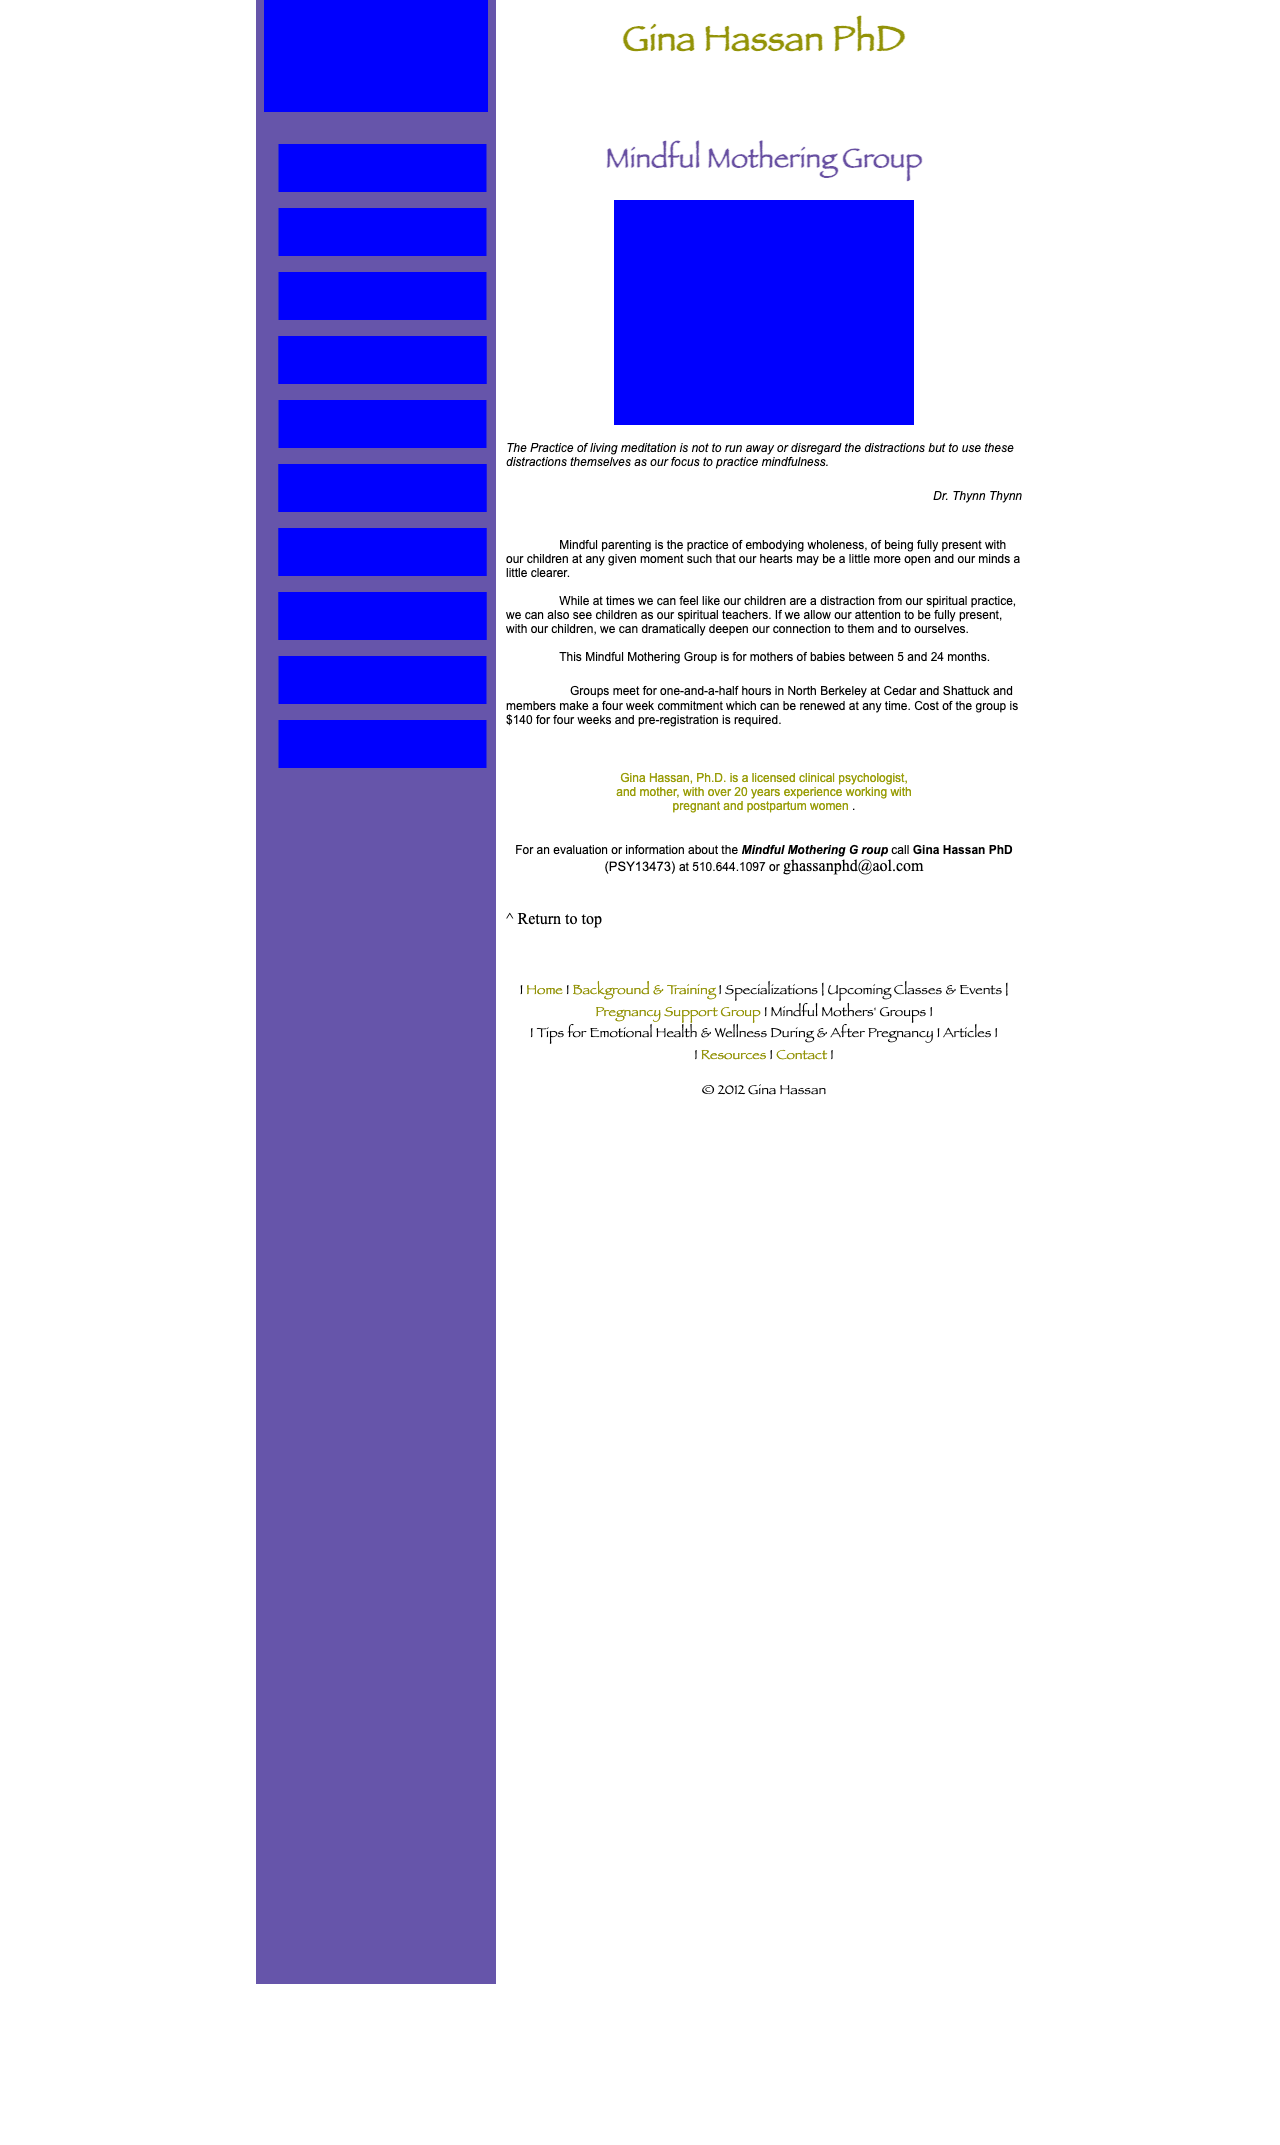 Gina Hassan PhD
Mindful Mothering Group
The Practice of living meditation is not to run away or disregard the distractions but to use these
distractions themselves as our focus to practice mindfulness.
Dr. Thynn Thynn
Mindful parenting is the practice of embodying wholeness, of being fully present with
our children at any given moment such that our hearts may be a little more open and our minds a
little clearer.
While at times we can feel like our children are a distraction from our spiritual practice,
we can also see children as our spiritual teachers. If we allow our attention to be fully present,
with our children, we can dramatically deepen our connection to them and to ourselves.
This Mindful Mothering Group is for mothers of babies between 5 and 24 months.
Groups meet for one-and-a-half hours in North Berkeley at Cedar and Shattuck and
members make a four week commitment which can be renewed at any time. Cost of the group is
$140 for four weeks and pre-registration is required.
Gina Hassan, Ph.D. is a licensed clinical psychologist,
and mother, with over 20 years experience working with
pregnant and postpartum women .
For an evaluation or information about the Mindful Mothering G roup call Gina Hassan PhD
(PSY13473) at 510.644.1097 or ghassanphd@aol.com
^ Return to top
I Home I Background & Training I Specializations | Upcoming Classes & Events |
Pregnancy Support Group I Mindful Mothers' Groups I
I Tips for Emotional Health & Wellness During & After Pregnancy I Articles I
I Resources I Contact I
© 2012 Gina Hassan